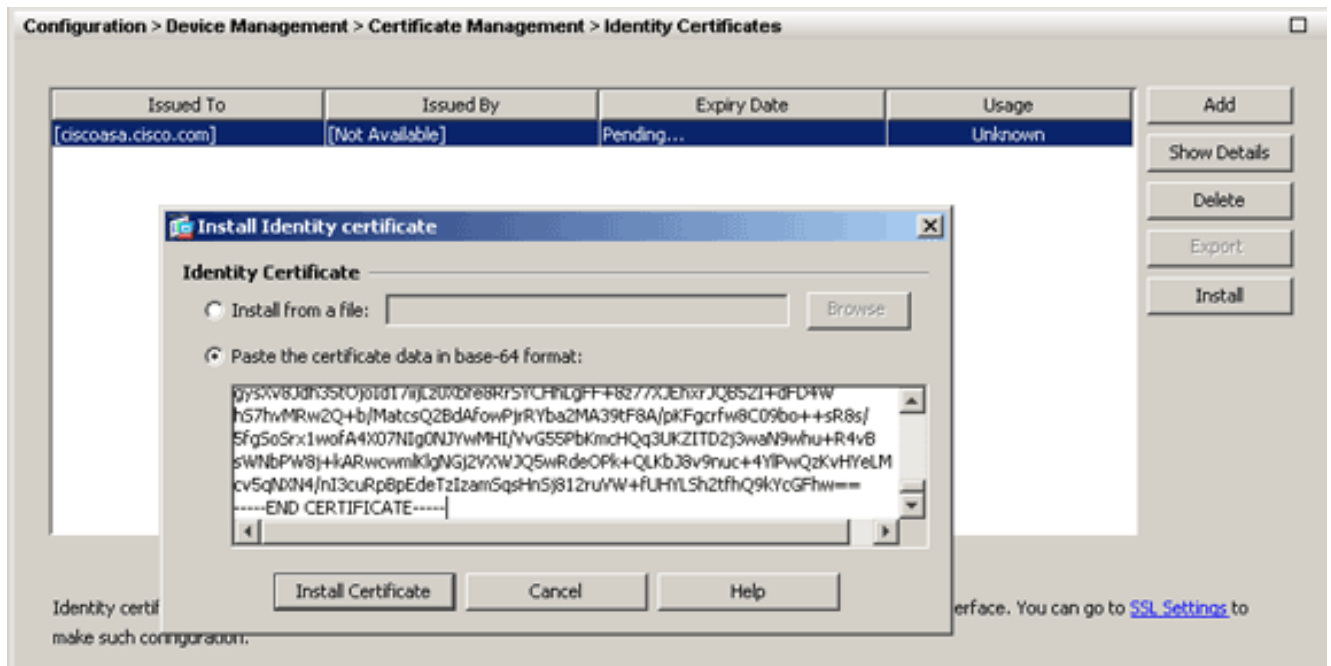 Configuration > Device Management > Certificate Management > Identity Certificates
Issued To Issued By Expiry Date Usage
[ciscoasa.cisco.com] [Not Available] Pending... Unknown
Add
Show Details
Delete
Export
Install
Install Identity certificate
Identity Certificate
Install from a file: Browse
Paste the certificate data in base-64 format:
hS7hvMRw2Q+b/MatcsQ2BdAfowPjrRYba2MA39tF8A/pKFgcrfw8C09bo++sR8s/
5fgSoSrx1wofA4X07NIg0NJYwMHI/VvG55PbKmcHQq3UKZITD2j3waN9whu+R4vB
sWNbPW8j+kARwcwmlKlgNGj2VXWJQ5wRdeOPk+QLKbJ8v9nuc+4YlPwQzKvHYeLM
cv5qNXN4/nI3cuRpBpEdeTzIzamSqsHnSj812ruVW+fUHYLSh2tfhQ9kYcGFhw==
-----END CERTIFICATE-----
Install Certificate Cancel Help
Identity certif erface. You can go to SSL Settings to
make such configuration.